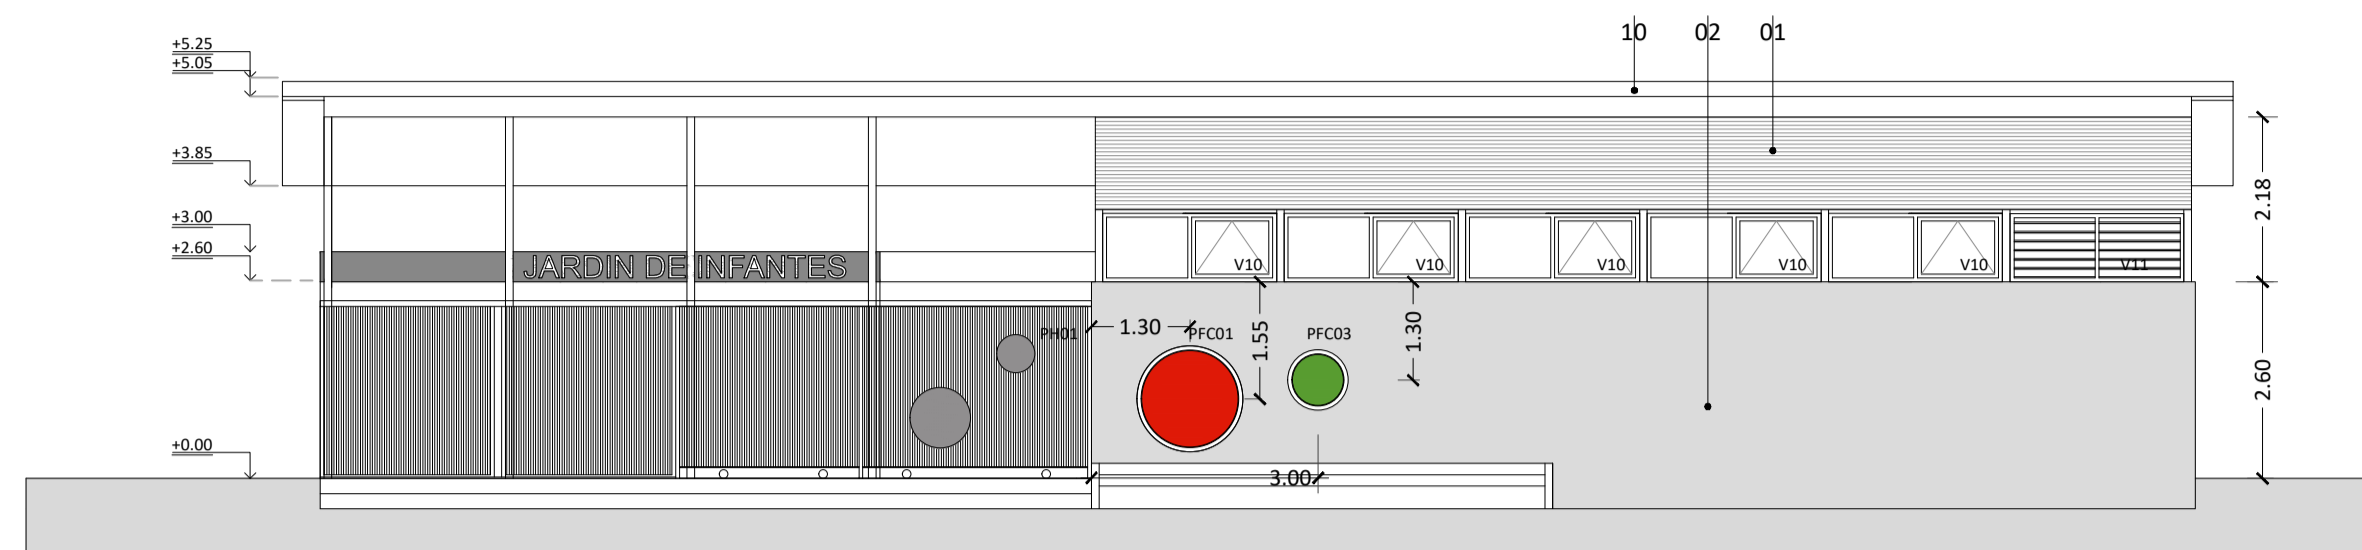 10 02 01
+5.25
+5.05
+3.85
+3.00
+2.60
+0.00
JARDIN DE INFANTES
V10 V10 V10 V10 V10 V11
PH01 1.30 PFC01 1.55 PFC03 1.30
3.00
2.18
2.60